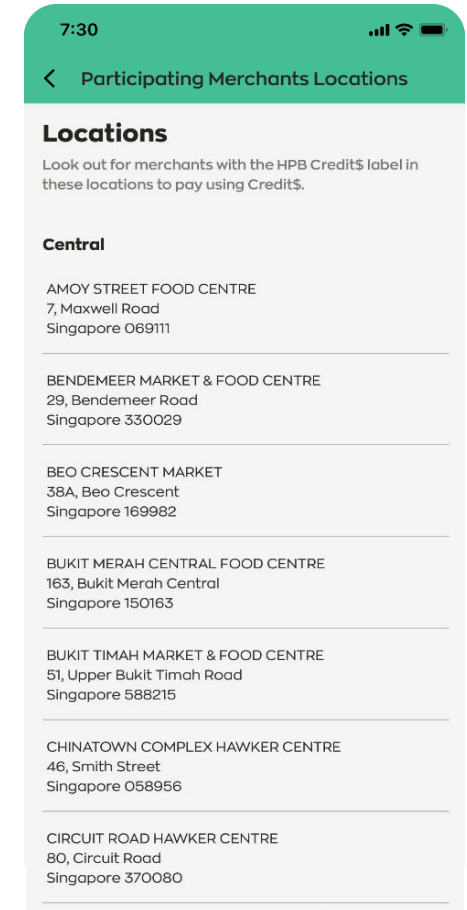 7:30
Participating Merchants Locations
Locations
Look out for merchants with the HPB Credit$ label in
these locations to pay using Credit$.
Central
AMOY STREET FOOD CENTRE
7, Maxwell Road
Singapore 069111
BENDEMEER MARKET & FOOD CENTRE
29, Bendemeer Road
Singapore 330029
BEO CRESCENT MARKET
38A, Beo Crescent
Singapore 169982
BUKIT MERAH CENTRAL FOOD CENTRE
163, Bukit Merah Central
Singapore 150163
BUKIT TIMAH MARKET & FOOD CENTRE
51, Upper Bukit Timah Road
Singapore 588215
CHINATOWN COMPLEX HAWKER CENTRE
46, Smith Street
Singapore 058956
CIRCUIT ROAD HAWKER CENTRE
80, Circuit Road
Singapore 370080